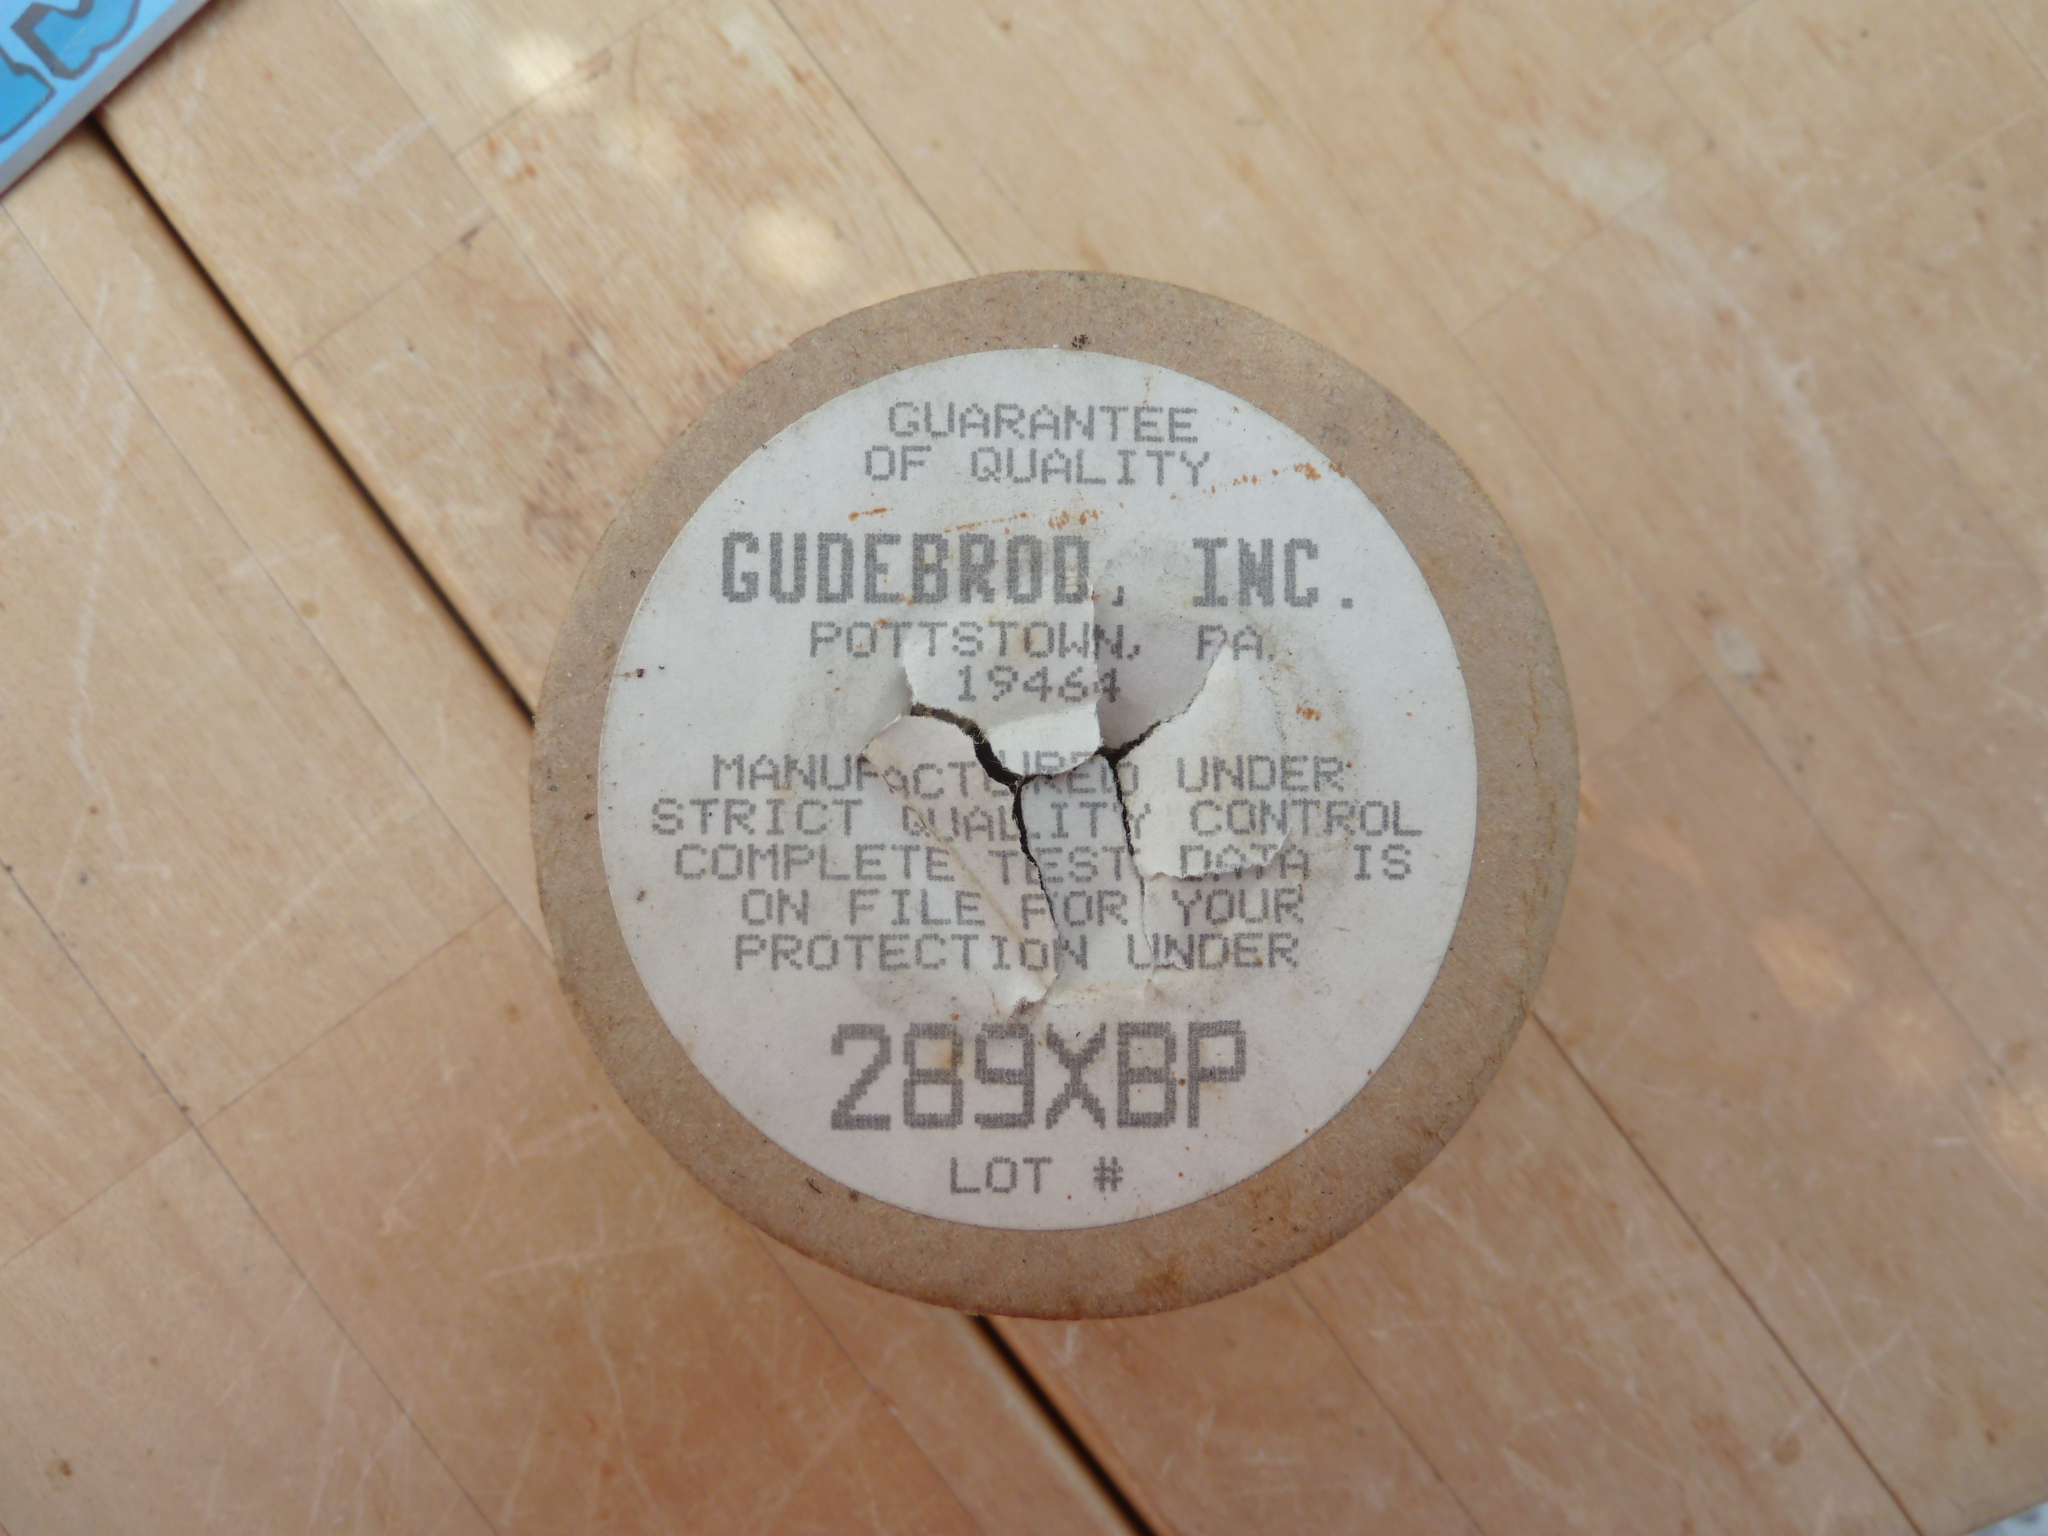 GUARANTEE
OF QUALITY
GUDEBROD, INC.
POTTSTOWN, PA.
19464
MANUFACTURED UNDER
STRICT QUALITY CONTROL
COMPLETE TEST DATA IS
ON FILE FOR YOUR
PROTECTION UNDER
289XBP
LOT #